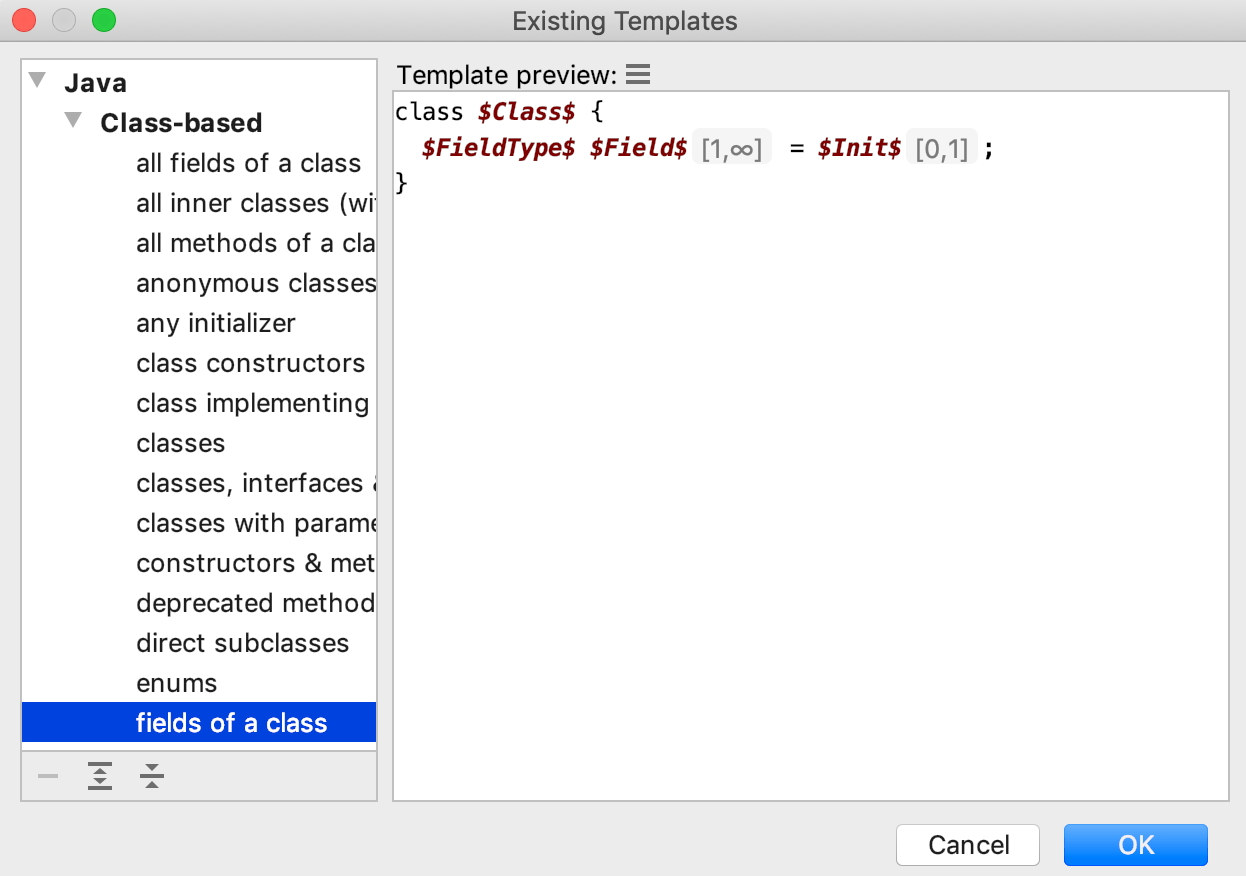 Existing Templates
Java
Class-based
all fields of a class
all inner classes (wi
all methods of a cla
anonymous classes
any initializer
class constructors
class implementing
classes
classes, interfaces &
classes with parame
constructors & met
deprecated method
direct subclasses
enums
fields of a class
Template preview:
class $Class$ {
$FieldType$ $Field$ [1,∞] = $Init$ [0,1] ;
}
Cancel
OK